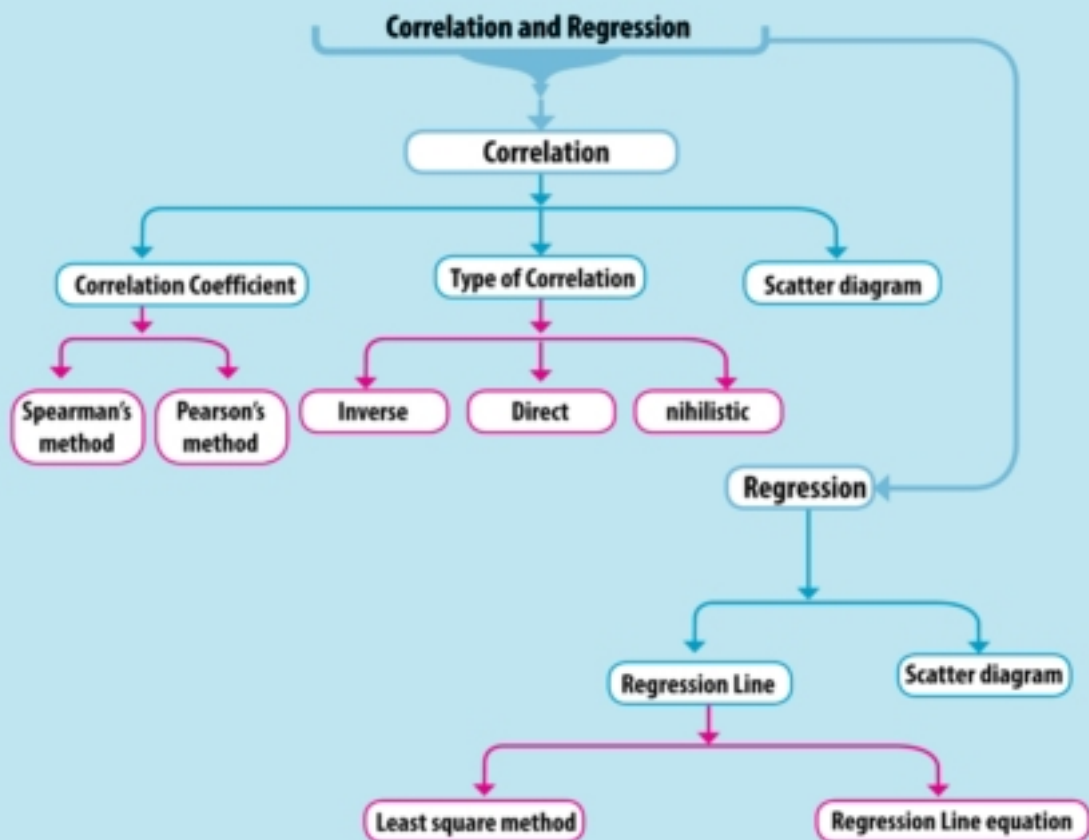 Correlation and Regression
Correlation
Correlation Coefficient
Type of Correlation
Scatter diagram
Spearman's
method
Pearson's
method
Inverse
Direct
nihilistic
Regression
Regression Line
Scatter diagram
Least square method
Regression Line equation